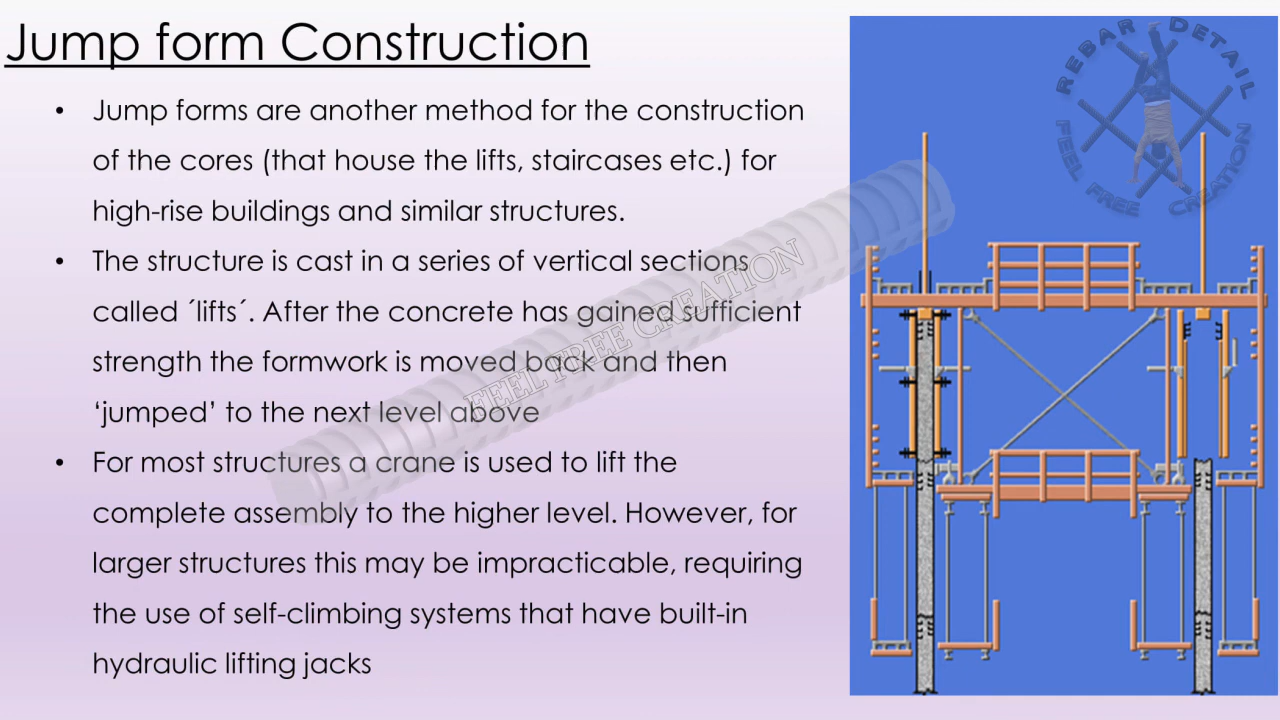 Jump form Construction
• Jump forms are another method for the construction
of the cores (that house the lifts, staircases etc.) for
high-rise buildings and similar structures.
• The structure is cast in a series of vertical sections
called ´lifts´. After the concrete has gained sufficient
strength the formwork is moved back and then
‘jumped’ to the next level above
• For most structures a crane is used to lift the
complete assembly to the higher level. However, for
larger structures this may be impracticable, requiring
the use of self-climbing systems that have built-in
hydraulic lifting jacks
FEEL FREE CREATION
REBAR DETAIL
FEEL FREE CREATION